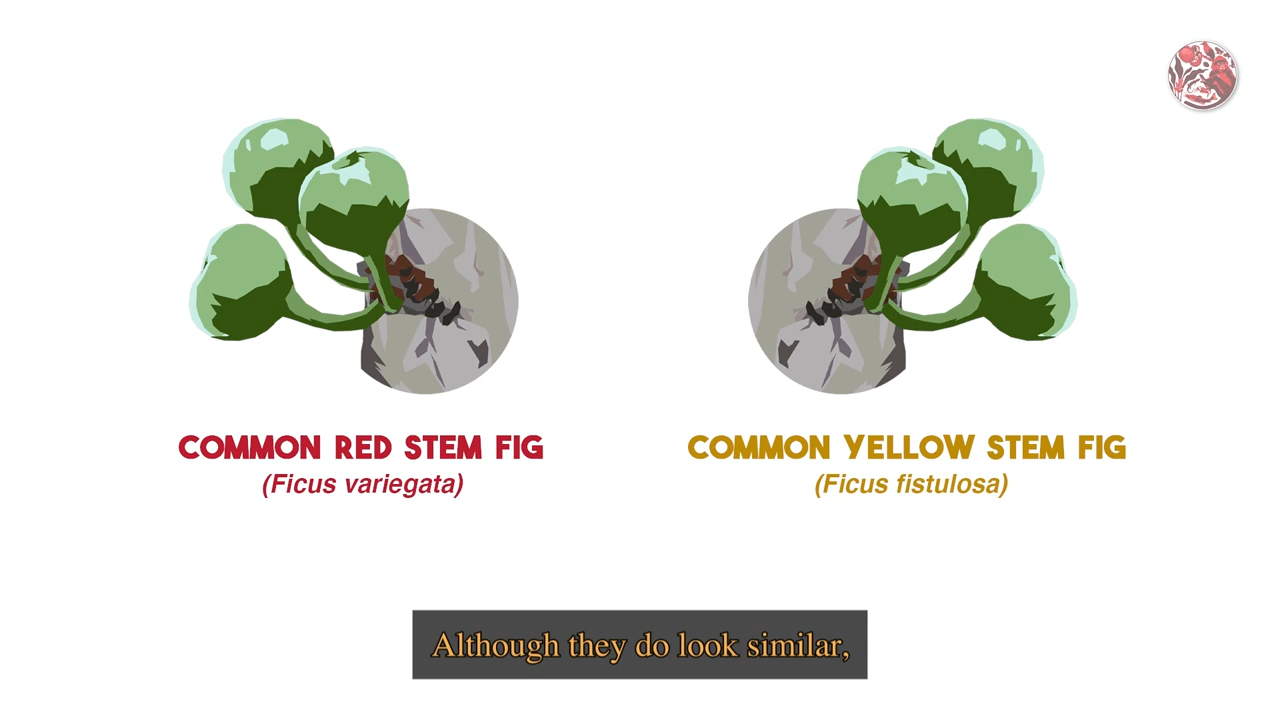 COMMON RED STEM FIG
(Ficus variegata)
COMMON YELLOW STEM FIG
(Ficus fistulosa)
Although they do look similar,